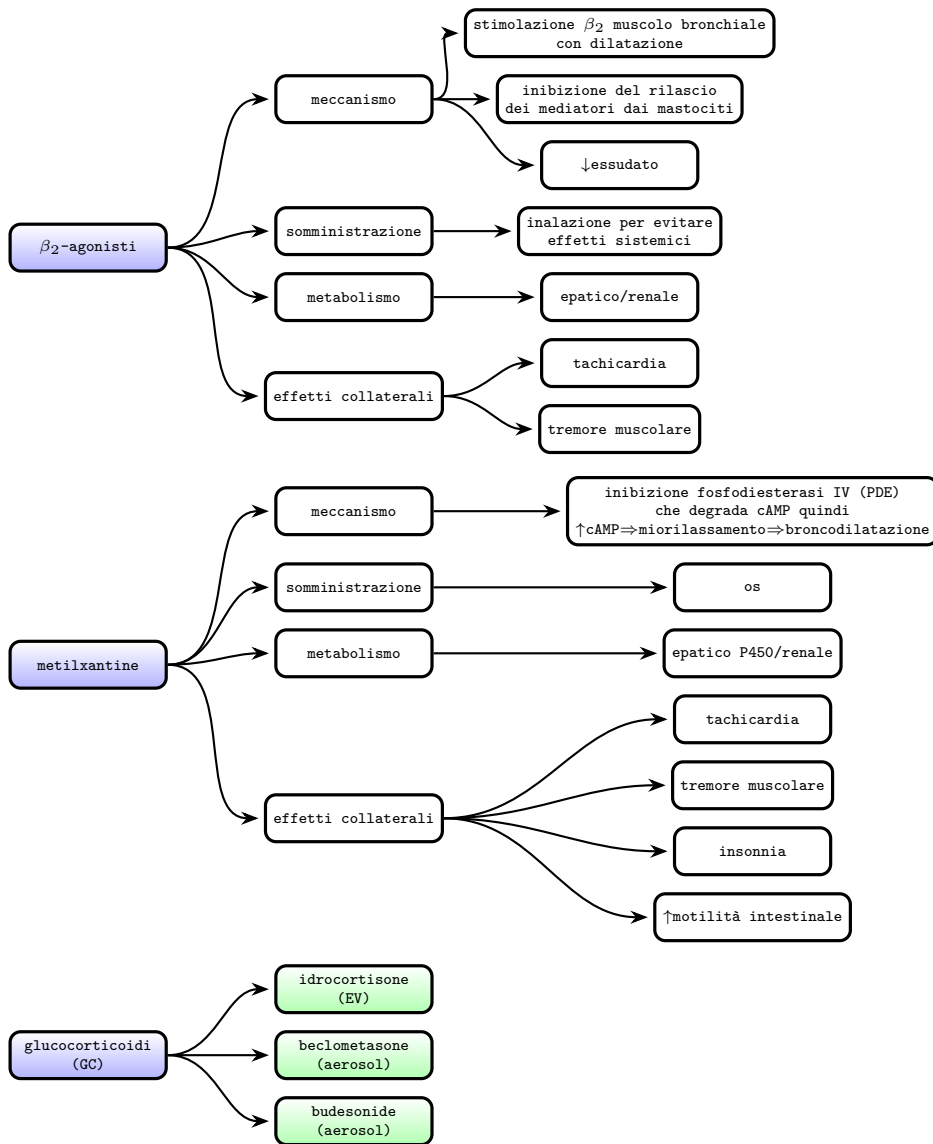 β2-agonisti
meccanismo
stimolazione β2 muscolo bronchiale
con dilatazione
inibizione del rilascio
dei mediatori dai mastociti
↓essudato
somministrazione
inalazione per evitare
effetti sistemici
metabolismo
epatico/renale
effetti collaterali
tachicardia
tremore muscolare
metilxantine
meccanismo
inibizione fosfodiesterasi IV (PDE)
che degrada cAMP quindi
↑cAMP⇒miorilassamento⇒broncodilatazione
somministrazione
os
metabolismo
epatico P450/renale
effetti collaterali
tachicardia
tremore muscolare
insonnia
↑motilità intestinale
glucocorticoidi
(GC)
idrocortisone
(EV)
beclometasone
(aerosol)
budesonide
(aerosol)